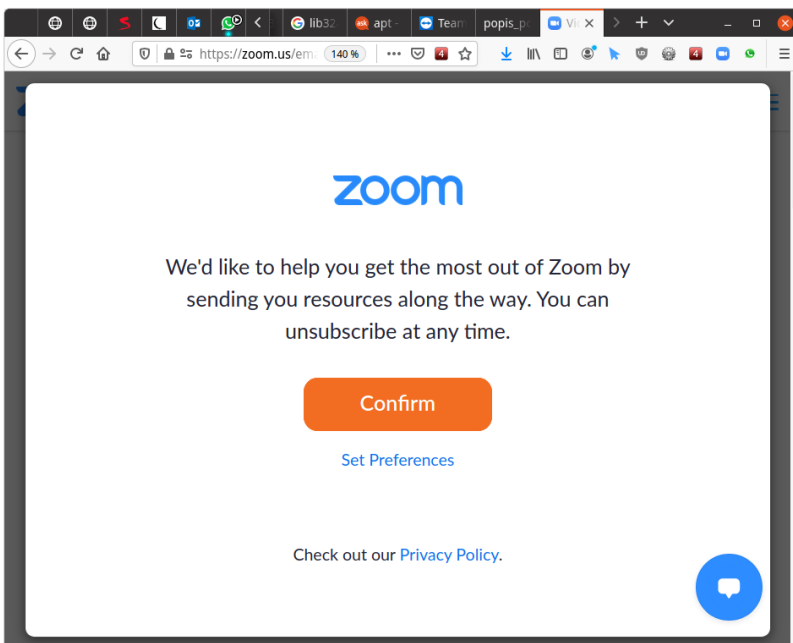 lib32
apt -
Team
popis_p
Vi
https://zoom.us/em
140 %
4
4
zoom
We'd like to help you get the most out of Zoom by
sending you resources along the way. You can
unsubscribe at any time.
Confirm
Set Preferences
Check out our Privacy Policy.